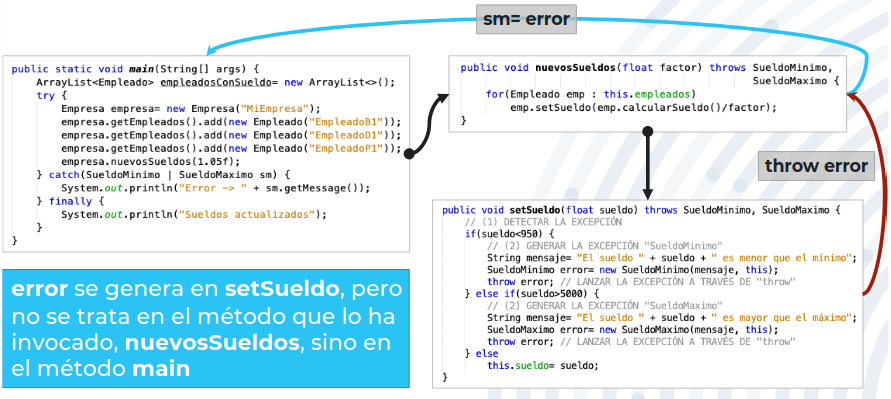 sm= error
public static void main(String[] args) {
ArrayList<Empleado> empleadosConSueldo= new ArrayList<>();
try {
Empresa empresa= new Empresa("MiEmpresa");
empresa.getEmpleados().add(new Empleado("EmpleadoB1"));
empresa.getEmpleados().add(new Empleado("EmpleadoD1"));
empresa.getEmpleados().add(new Empleado("EmpleadoP1"));
empresa.nuevosSueldos(1.05f);
} catch(SueldoMinimo | SueldoMaximo sm) {
System.out.println("Error ~> " + sm.getMessage());
} finally {
System.out.println("Sueldos actualizados");
}
}
public void nuevosSueldos(float factor) throws SueldoMinimo,
SueldoMaximo {
for(Empleado emp : this.empleados)
emp.setSueldo(emp.calcularSueldo()/factor);
}
throw error
public void setSueldo(float sueldo) throws SueldoMinimo, SueldoMaximo {
// (1) DETECTAR LA EXCEPCIÓN
if(sueldo<950) {
// (2) GENERAR LA EXCEPCIÓN "SueldoMinimo"
String mensaje= "El sueldo " + sueldo + " es menor que el mínimo";
SueldoMinimo error= new SueldoMinimo(mensaje, this);
throw error; // LANZAR LA EXCEPCIÓN A TRAVÉS DE "throw"
} else if(sueldo>5000) {
// (2) GENERAR LA EXCEPCIÓN "SueldoMaximo"
String mensaje= "El sueldo " + sueldo + " es mayor que el máximo";
SueldoMaximo error= new SueldoMaximo(mensaje, this);
throw error; // LANZAR LA EXCEPCIÓN A TRAVÉS DE "throw"
} else
this.sueldo= sueldo;
}
error se genera en setSueldo, pero
no se trata en el método que lo ha
invocado, nuevosSueldos, sino en
el método main